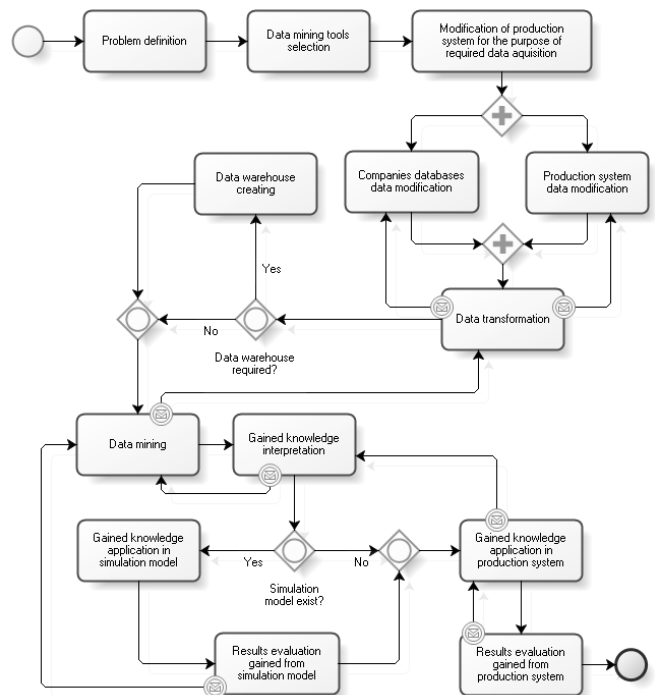 Problem definition
Data mining tools
selection
Modification of production
system for the purpose of
required data aquisition
Data warehouse
creating
Companies databases
data modification
Production system
data modification
Yes
No
Data warehouse
required?
Data transformation
Data mining
Gained knowledge
interpretation
Gained knowledge
application in
simulation model
Yes
No
Simulation
model exist?
Gained knowledge
application in
production system
Results evaluation
gained from
simulation model
Results evaluation
gained from
production system